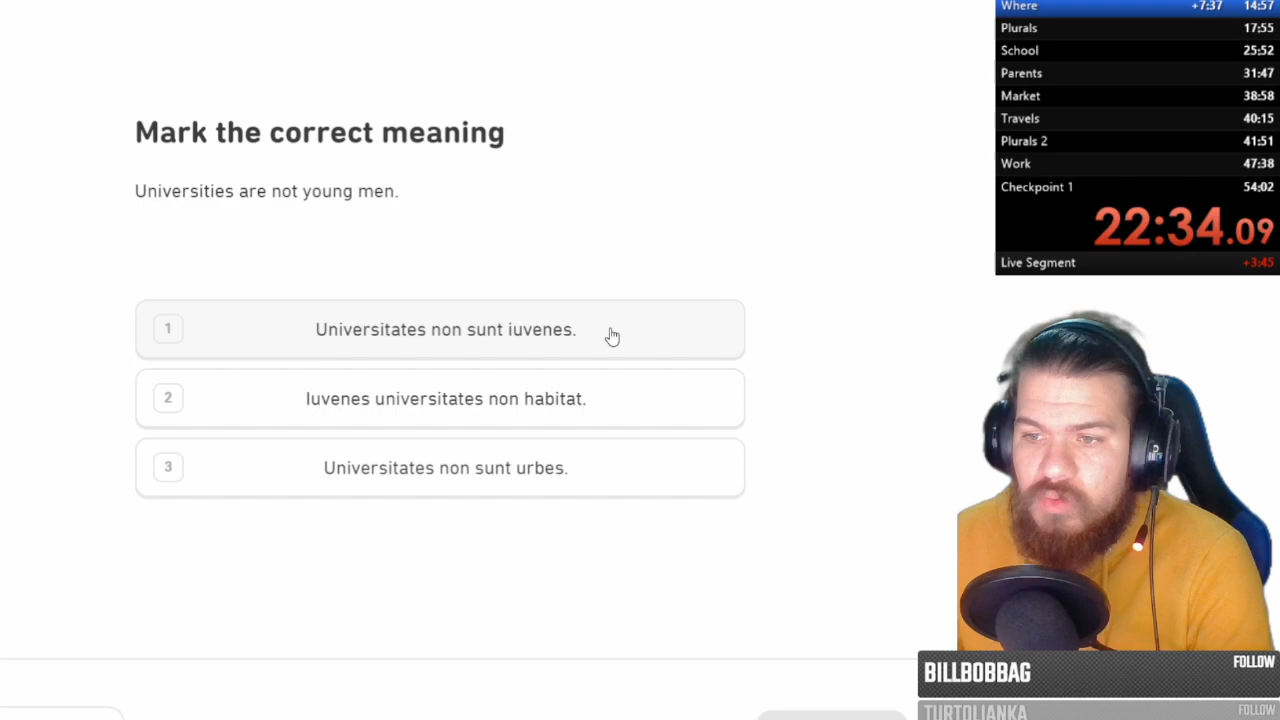 Where +7:37 14:57
Plurals 17:55
School 25:52
Parents 31:47
Market 38:58
Travels 40:15
Plurals 2 41:51
Work 47:38
Checkpoint 1 54:02
22:34.09
Live Segment +3:45
Mark the correct meaning
Universities are not young men.
1 Universitates non sunt iuvenes.
2 Iuvenes universitates non habitat.
3 Universitates non sunt urbes.
BILLBOBBAG FOLLOW
TURTOLIANKA FOLLOW